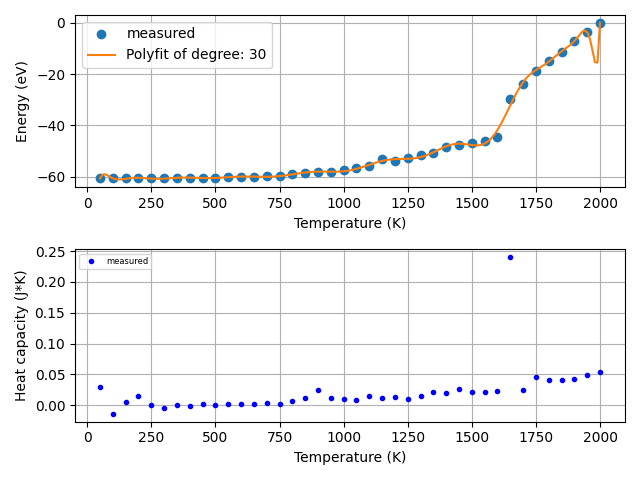 0
−20
−40
−60
Energy (eV)
measured
Polyfit of degree: 30
0 250 500 750 1000 1250 1500 1750 2000
Temperature (K)
0.25
0.20
0.15
0.10
0.05
0.00
Heat capacity (J*K)
measured
0 250 500 750 1000 1250 1500 1750 2000
Temperature (K)